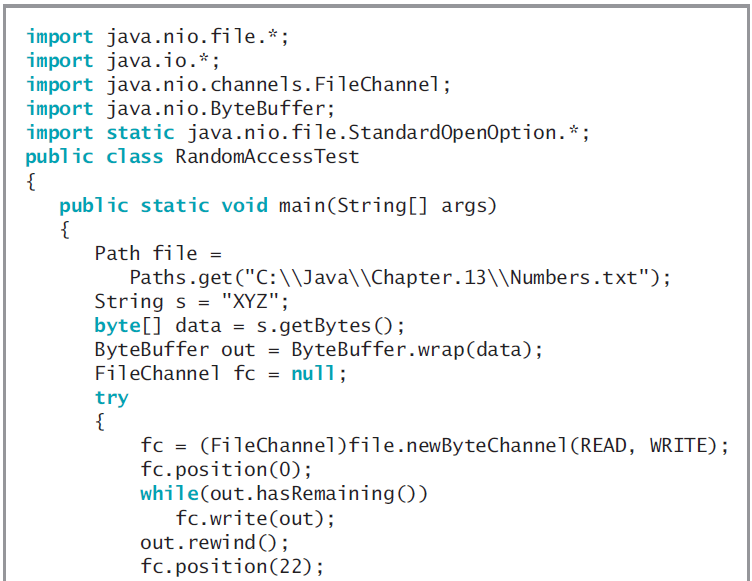 import java.nio.file.*;
import java.io.*;
import java.nio.channels.FileChannel;
import java.nio.ByteBuffer;
import static java.nio.file.StandardOpenOption.*;
public class RandomAccessTest
{
   public static void main(String[] args)
   {
      Path file =
         Paths.get("C:\\Java\\Chapter.13\\Numbers.txt");
      String s = "XYZ";
      byte[] data = s.getBytes();
      ByteBuffer out = ByteBuffer.wrap(data);
      FileChannel fc = null;
      try
      {
          fc = (FileChannel)file.newByteChannel(READ, WRITE);
          fc.position(0);
          while(out.hasRemaining())
             fc.write(out);
          out.rewind();
          fc.position(22);